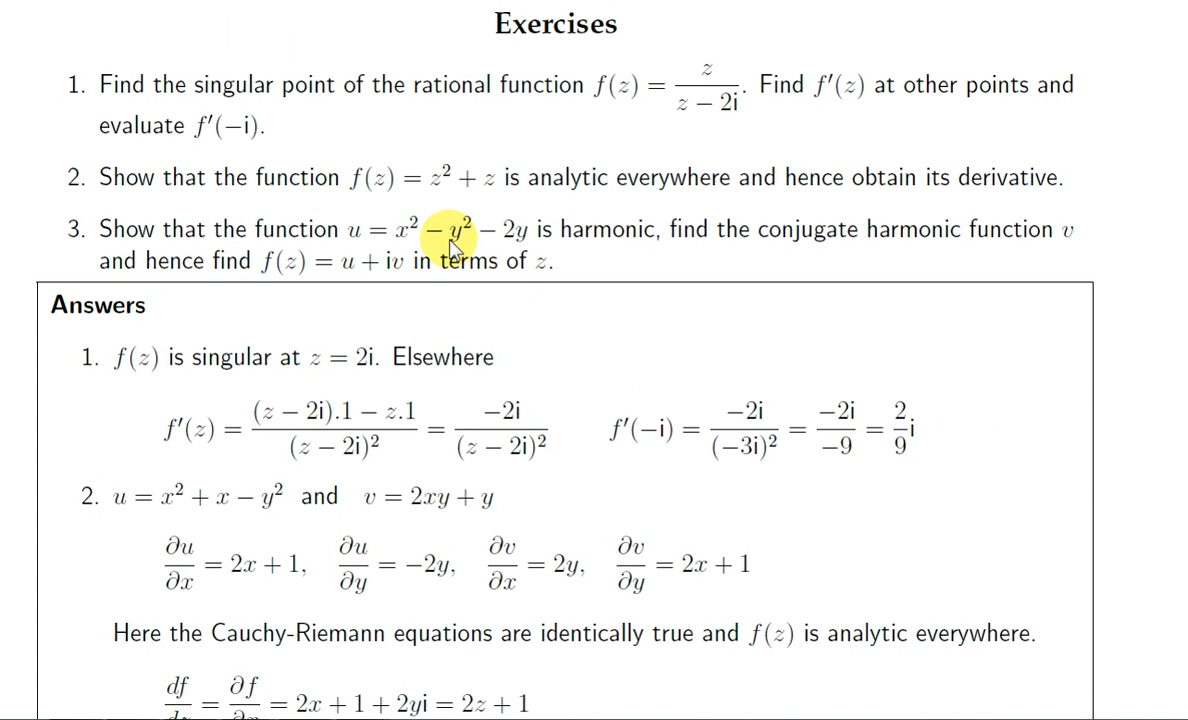 Exercises
1. Find the singular point of the rational function f(z) = z/(z − 2i). Find f′(z) at other points and
evaluate f′(−i).
2. Show that the function f(z) = z² + z is analytic everywhere and hence obtain its derivative.
3. Show that the function u = x² − y² − 2y is harmonic, find the conjugate harmonic function v
and hence find f(z) = u + iv in terms of z.
Answers
1. f(z) is singular at z = 2i. Elsewhere
f′(z) = ((z − 2i).1 − z.1)/(z − 2i)² = −2i/(z − 2i)² f′(−i) = −2i/(−3i)² = −2i/−9 = 2/9 i
2. u = x² + x − y² and v = 2xy + y
∂u/∂x = 2x + 1, ∂u/∂y = −2y, ∂v/∂x = 2y, ∂v/∂y = 2x + 1
Here the Cauchy-Riemann equations are identically true and f(z) is analytic everywhere.
df/dz = ∂f/∂x = 2x + 1 + 2yi = 2z + 1